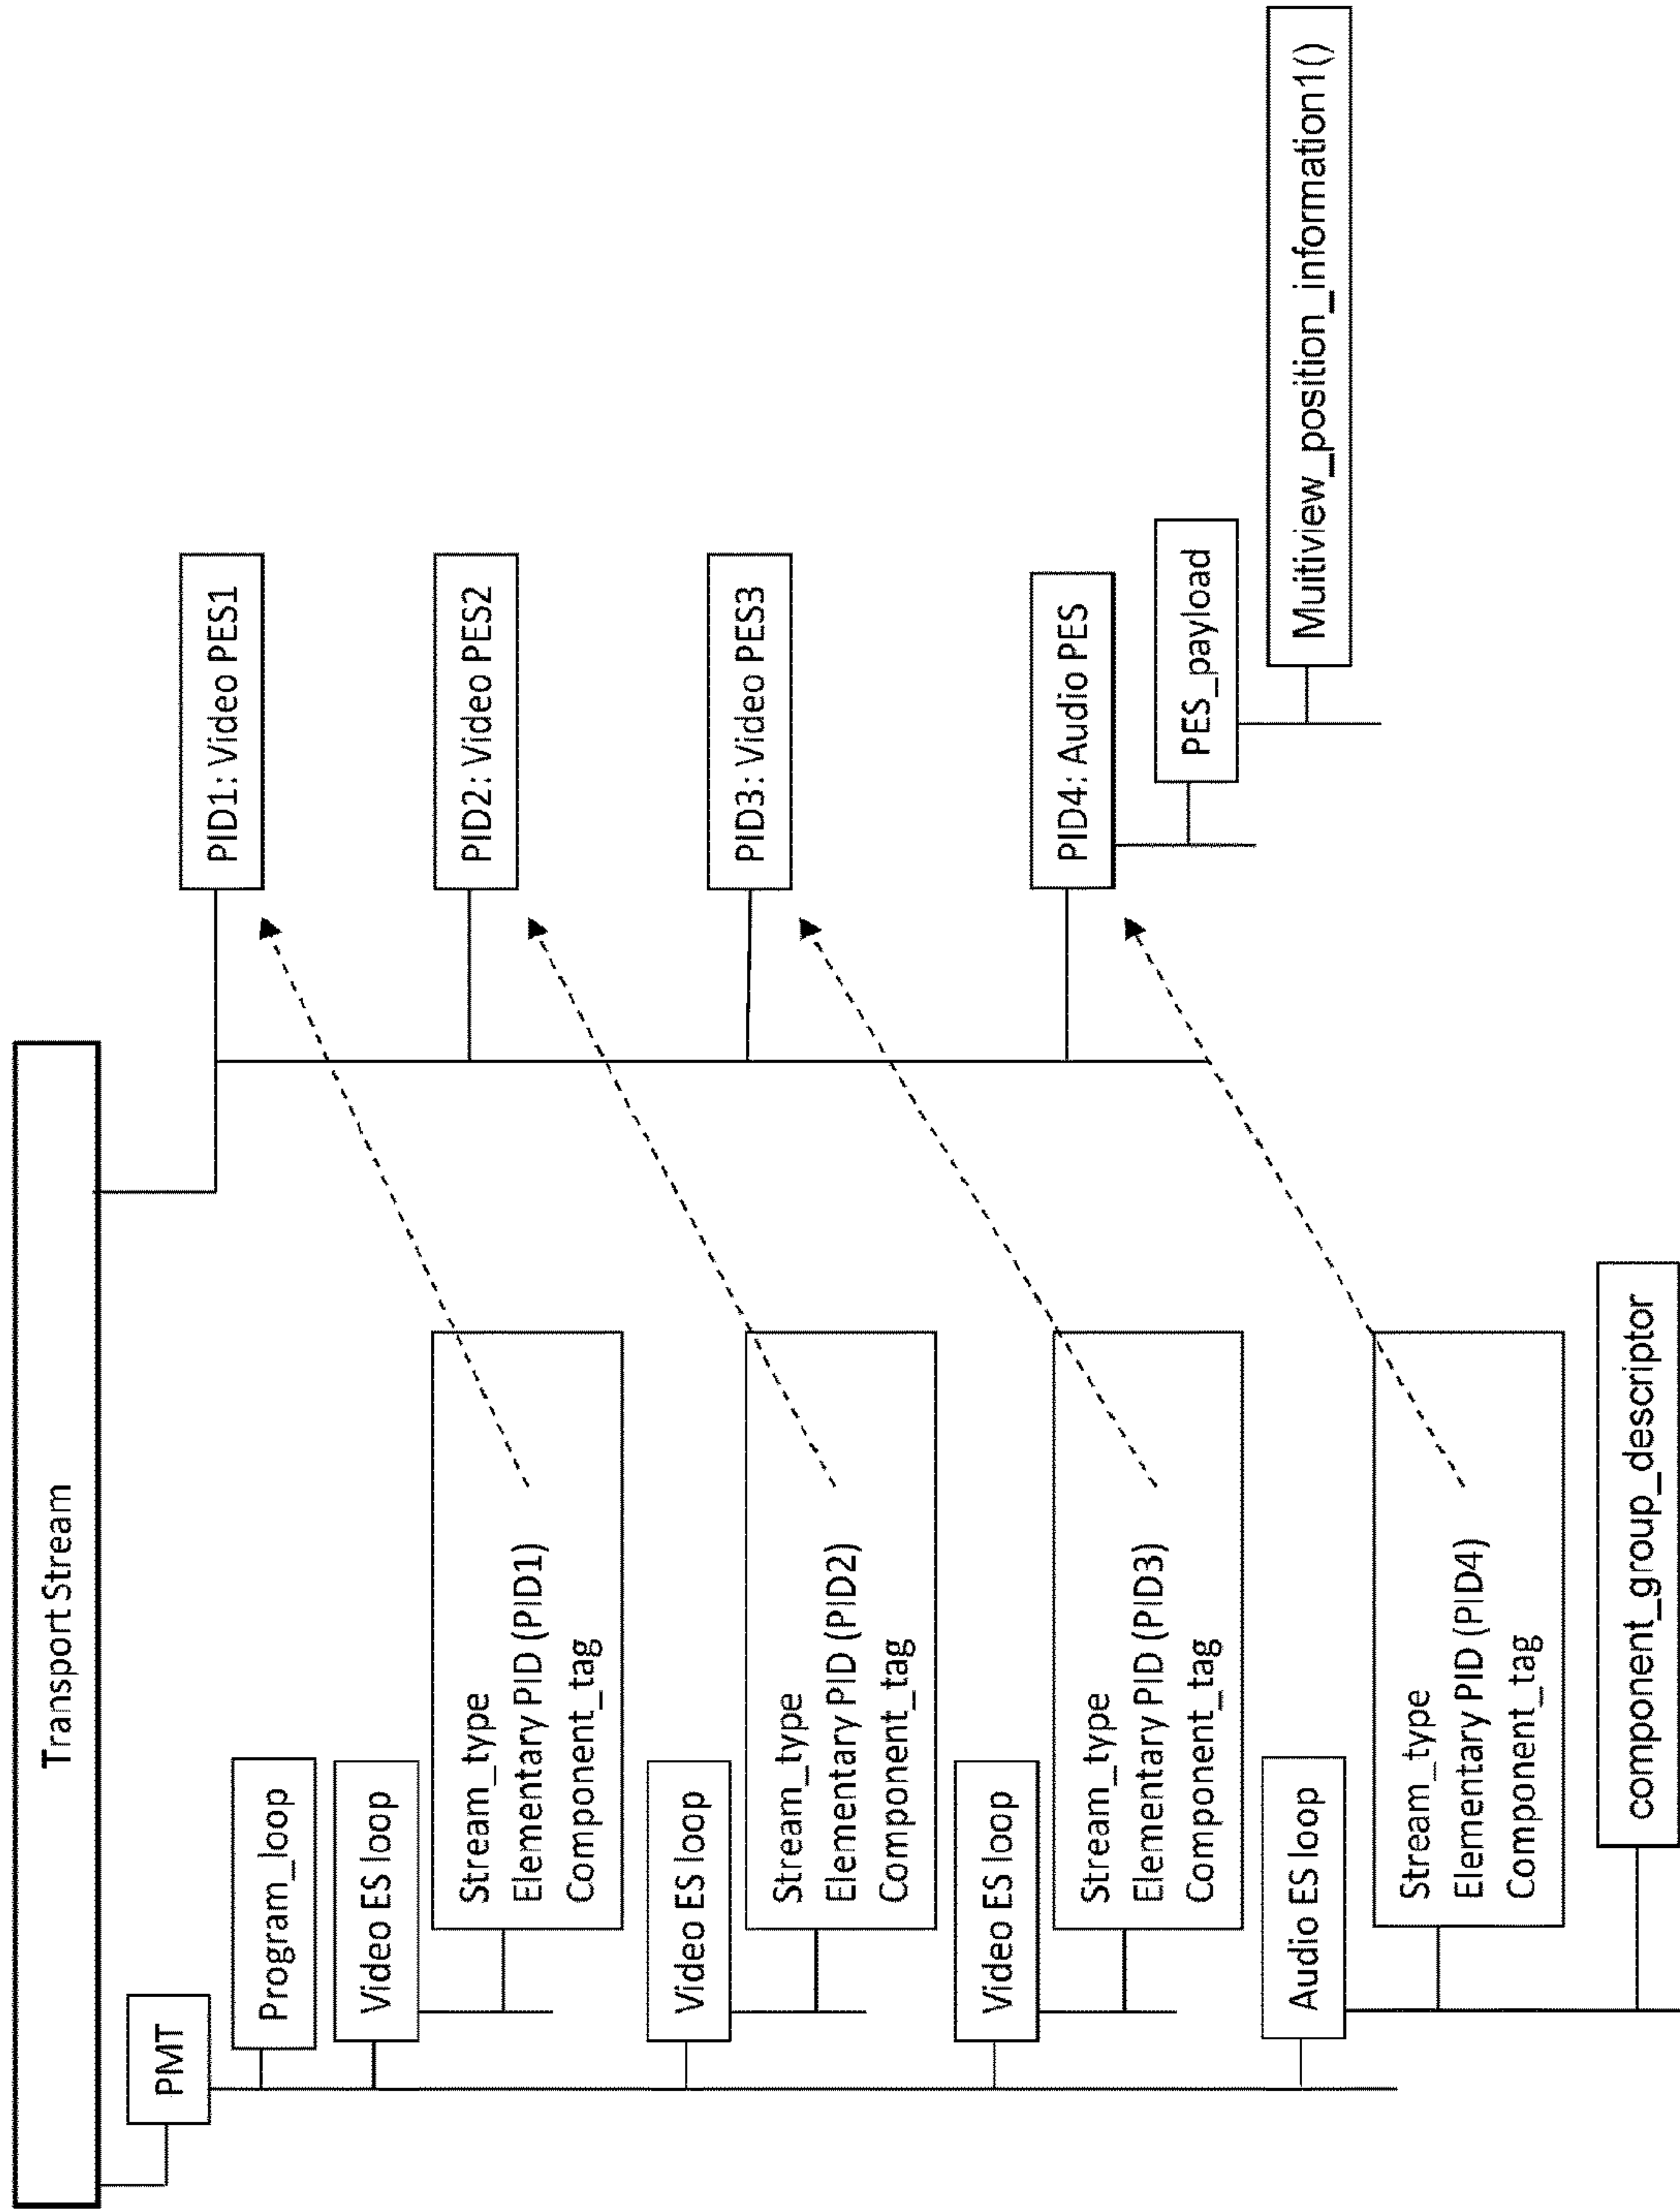 Transport Stream
PMT
Program_loop
Video ES loop
Stream_type
Elementary PID (PID1)
Component_tag
Video ES loop
Stream_type
Elementary PID (PID2)
Component_tag
Video ES loop
Stream_type
Elementary PID (PID3)
Component_tag
Audio ES loop
Stream_type
Elementary PID (PID4)
Component_tag
component_group_descriptor
PID1: Video PES1
PID2: Video PES2
PID3: Video PES3
PID4: Audio PES
PES_payload
Muitiview_position_information1()